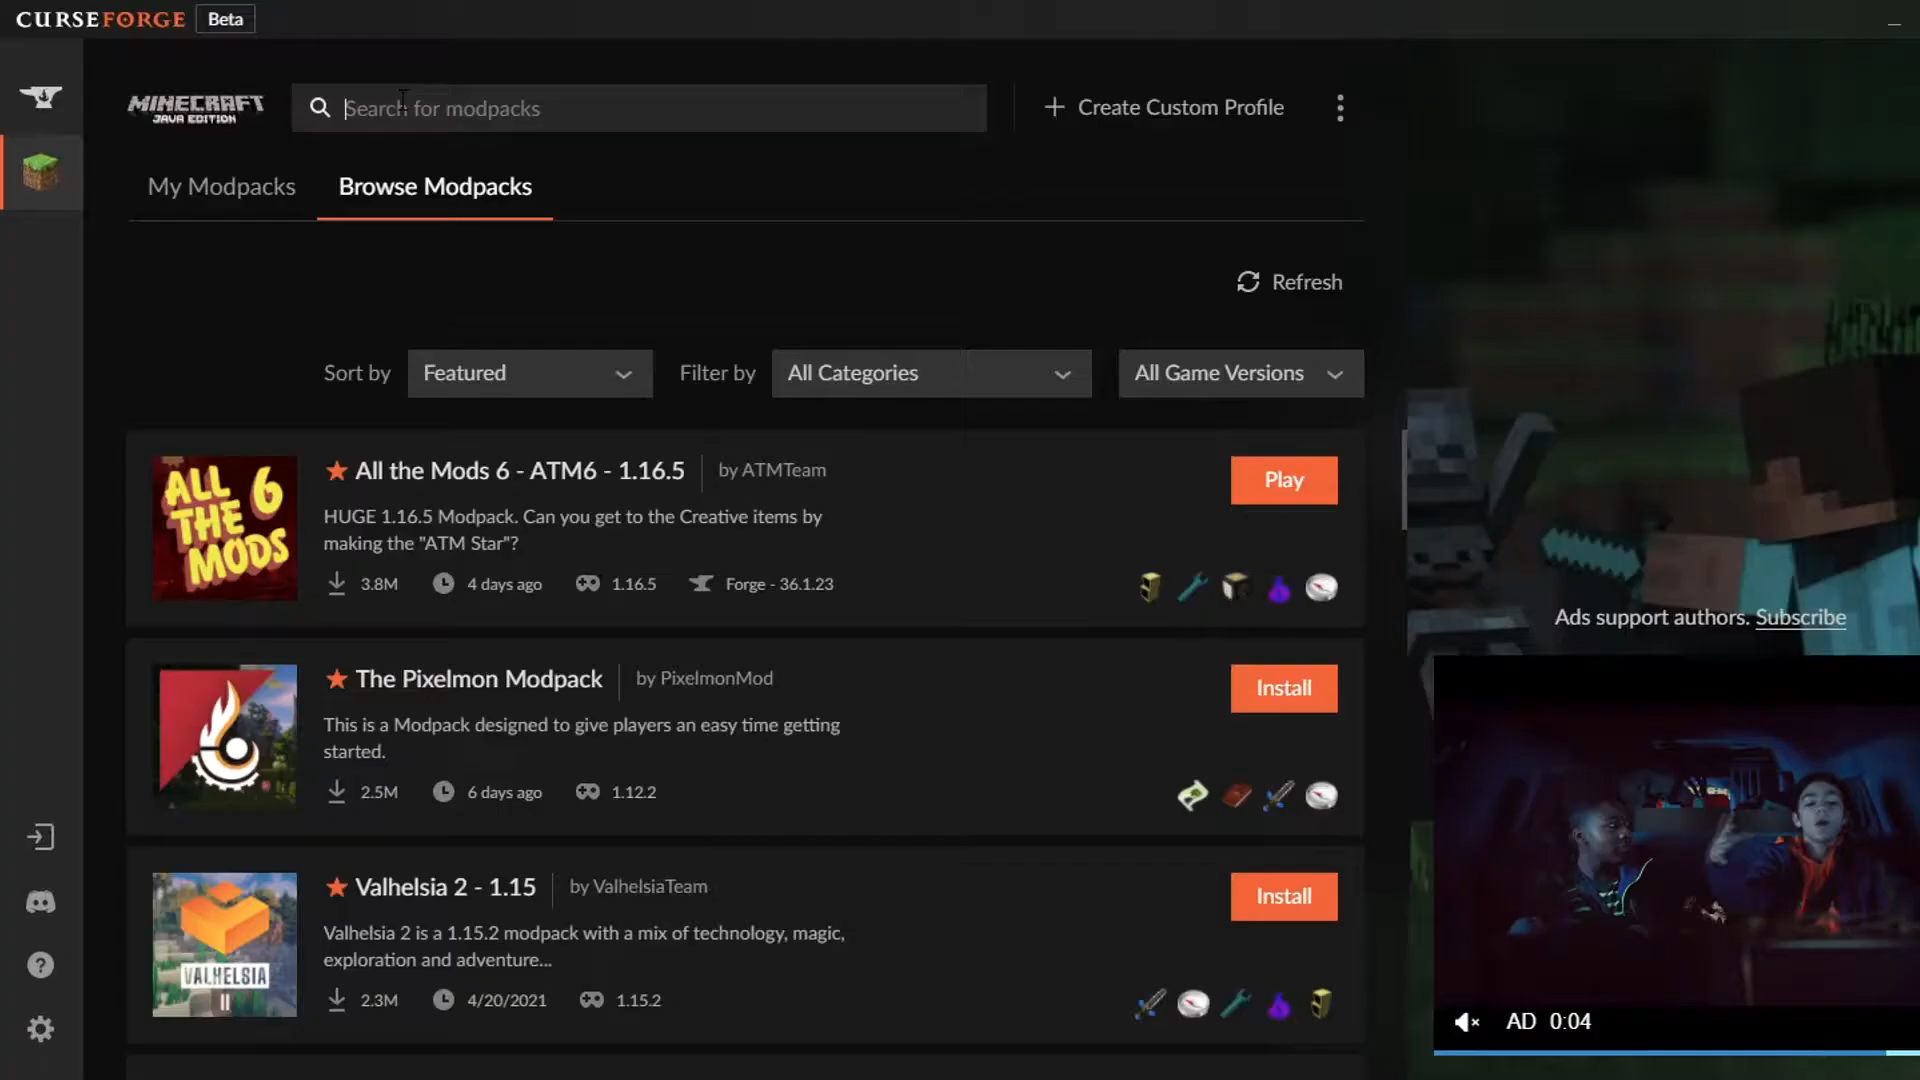 CURSEFORGE Beta
MINECRAFT
JAVA EDITION
Search for modpacks
Create Custom Profile
My Modpacks
Browse Modpacks
Refresh
Sort by
Featured
Filter by
All Categories
All Game Versions
ALL THE MODS 6
All the Mods 6 - ATM6 - 1.16.5
by ATMTeam
Play
HUGE 1.16.5 Modpack. Can you get to the Creative items by
making the "ATM Star"?
3.8M
4 days ago
1.16.5
Forge - 36.1.23
Ads support authors. Subscribe
The Pixelmon Modpack
by PixelmonMod
Install
This is a Modpack designed to give players an easy time getting
started.
2.5M
6 days ago
1.12.2
VALHELSIA
II
Valhelsia 2 - 1.15
by ValhelsiaTeam
Install
Valhelsia 2 is a 1.15.2 modpack with a mix of technology, magic,
exploration and adventure...
2.3M
4/20/2021
1.15.2
AD 0:04